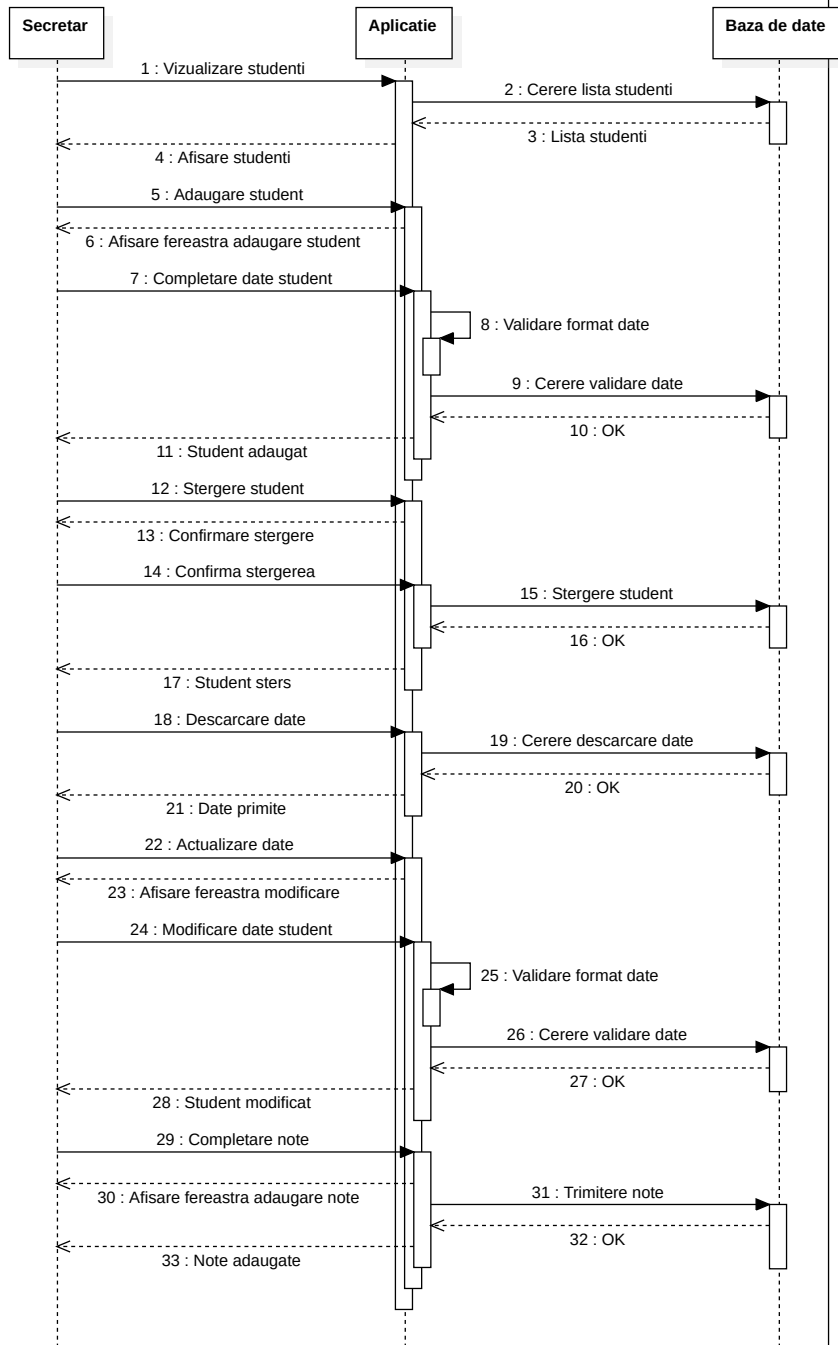 Secretar
Aplicatie
Baza de date
1 : Vizualizare studenti
2 : Cerere lista studenti
3 : Lista studenti
4 : Afisare studenti
5 : Adaugare student
6 : Afisare fereastra adaugare student
7 : Completare date student
8 : Validare format date
9 : Cerere validare date
10 : OK
11 : Student adaugat
12 : Stergere student
13 : Confirmare stergere
14 : Confirma stergerea
15 : Stergere student
16 : OK
17 : Student sters
18 : Descarcare date
19 : Cerere descarcare date
20 : OK
21 : Date primite
22 : Actualizare date
23 : Afisare fereastra modificare
24 : Modificare date student
25 : Validare format date
26 : Cerere validare date
27 : OK
28 : Student modificat
29 : Completare note
30 : Afisare fereastra adaugare note
31 : Trimitere note
32 : OK
33 : Note adaugate